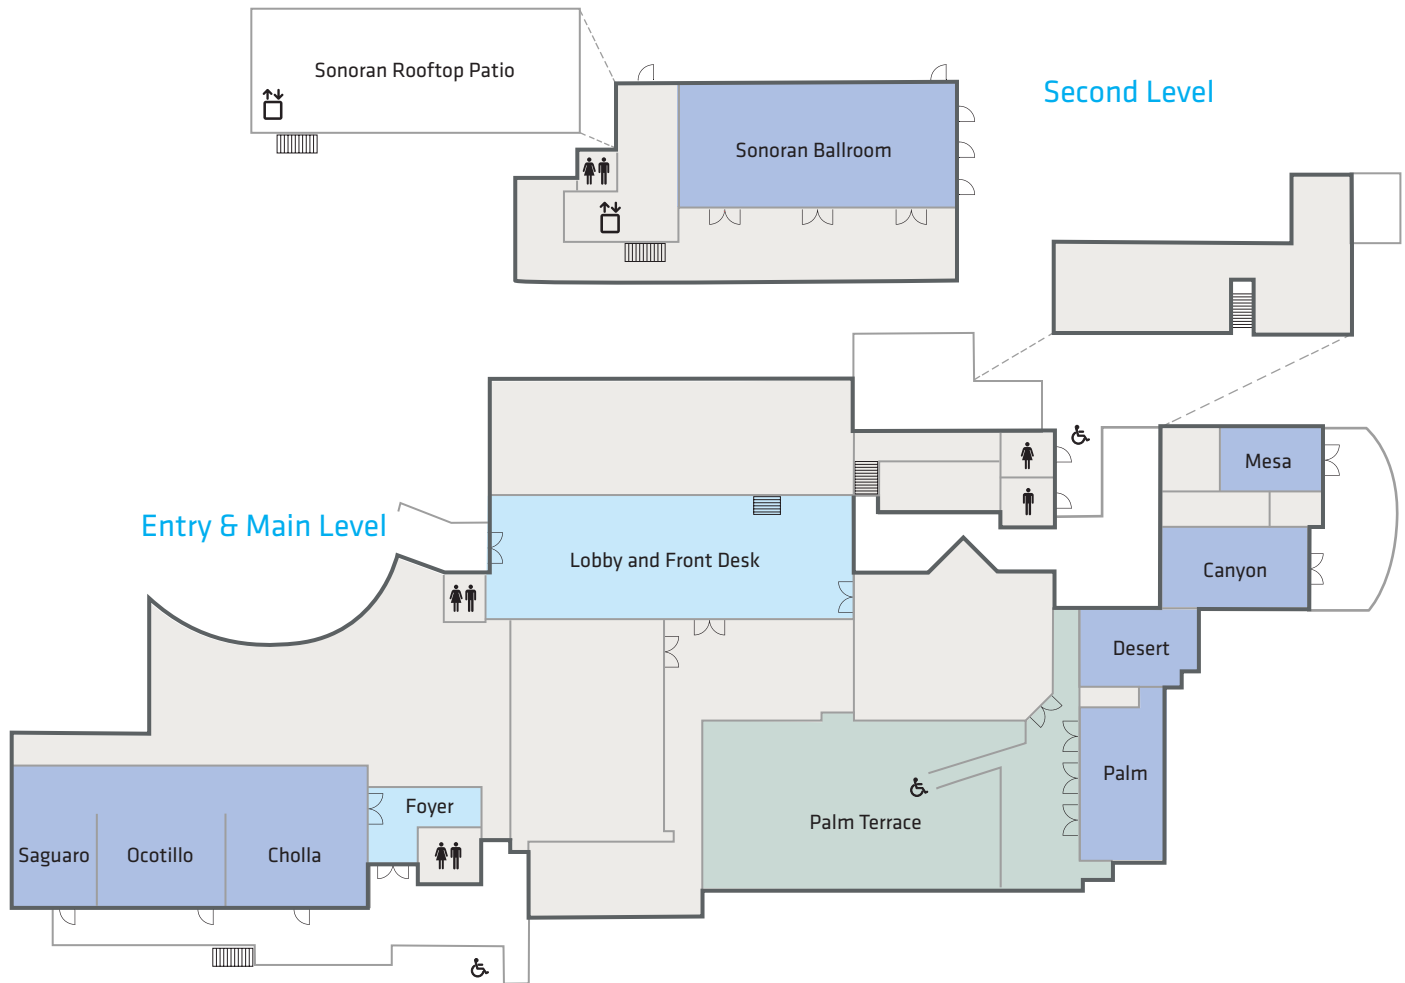 Sonoran Rooftop Patio
Second Level
Sonoran Ballroom
Entry & Main Level
Mesa
Lobby and Front Desk
Canyon
Desert
Palm
Foyer
Palm Terrace
Saguaro
Ocotillo
Cholla